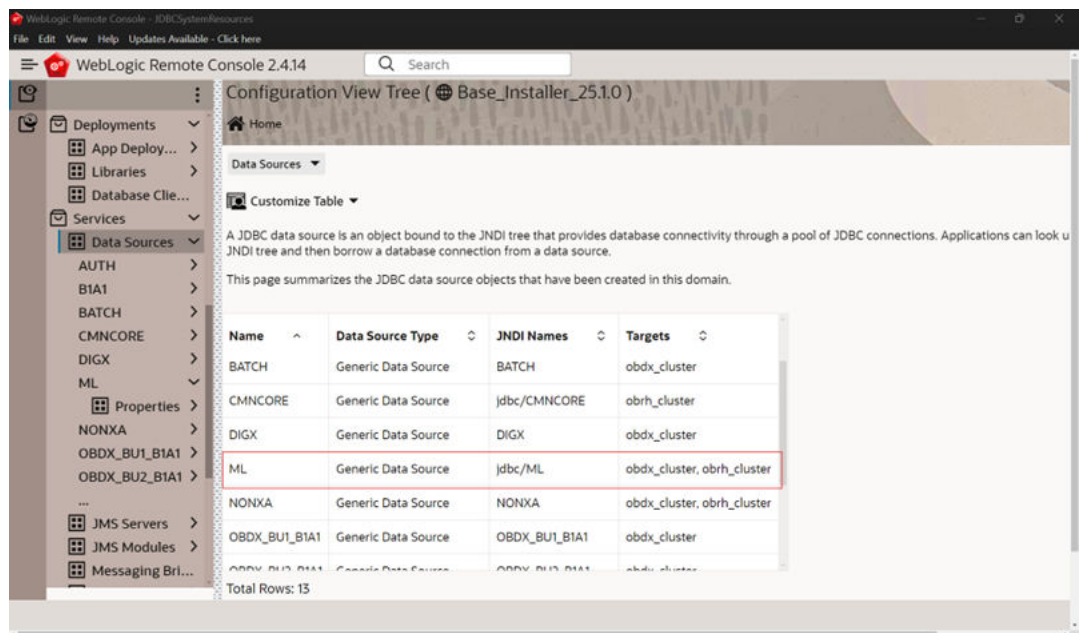 WebLogic Remote Console - JDBCSystemResources
File Edit View Help Updates Available - Click here
WebLogic Remote Console 2.4.14
Search
Configuration View Tree ( Base_Installer_25.1.0 )
Home
Deployments
App Deploy...
Libraries
Database Clie...
Services
Data Sources
AUTH
B1A1
BATCH
CMNCORE
DIGX
ML
Properties
NONXA
OBDX_BU1_B1A1
OBDX_BU2_B1A1
...
JMS Servers
JMS Modules
Messaging Bri...
Data Sources
Customize Table
A JDBC data source is an object bound to the JNDI tree that provides database connectivity through a pool of JDBC connections. Applications can look u
JNDI tree and then borrow a database connection from a data source.
This page summarizes the JDBC data source objects that have been created in this domain.
Name Data Source Type JNDI Names Targets
BATCH Generic Data Source BATCH obdx_cluster
CMNCORE Generic Data Source jdbc/CMNCORE obrh_cluster
DIGX Generic Data Source DIGX obdx_cluster
ML Generic Data Source jdbc/ML obdx_cluster, obrh_cluster
NONXA Generic Data Source NONXA obdx_cluster, obrh_cluster
OBDX_BU1_B1A1 Generic Data Source OBDX_BU1_B1A1 obdx_cluster
OBDX_BU2_B1A1 Generic Data Source OBDX_BU2_B1A1 obdx_cluster
Total Rows: 13